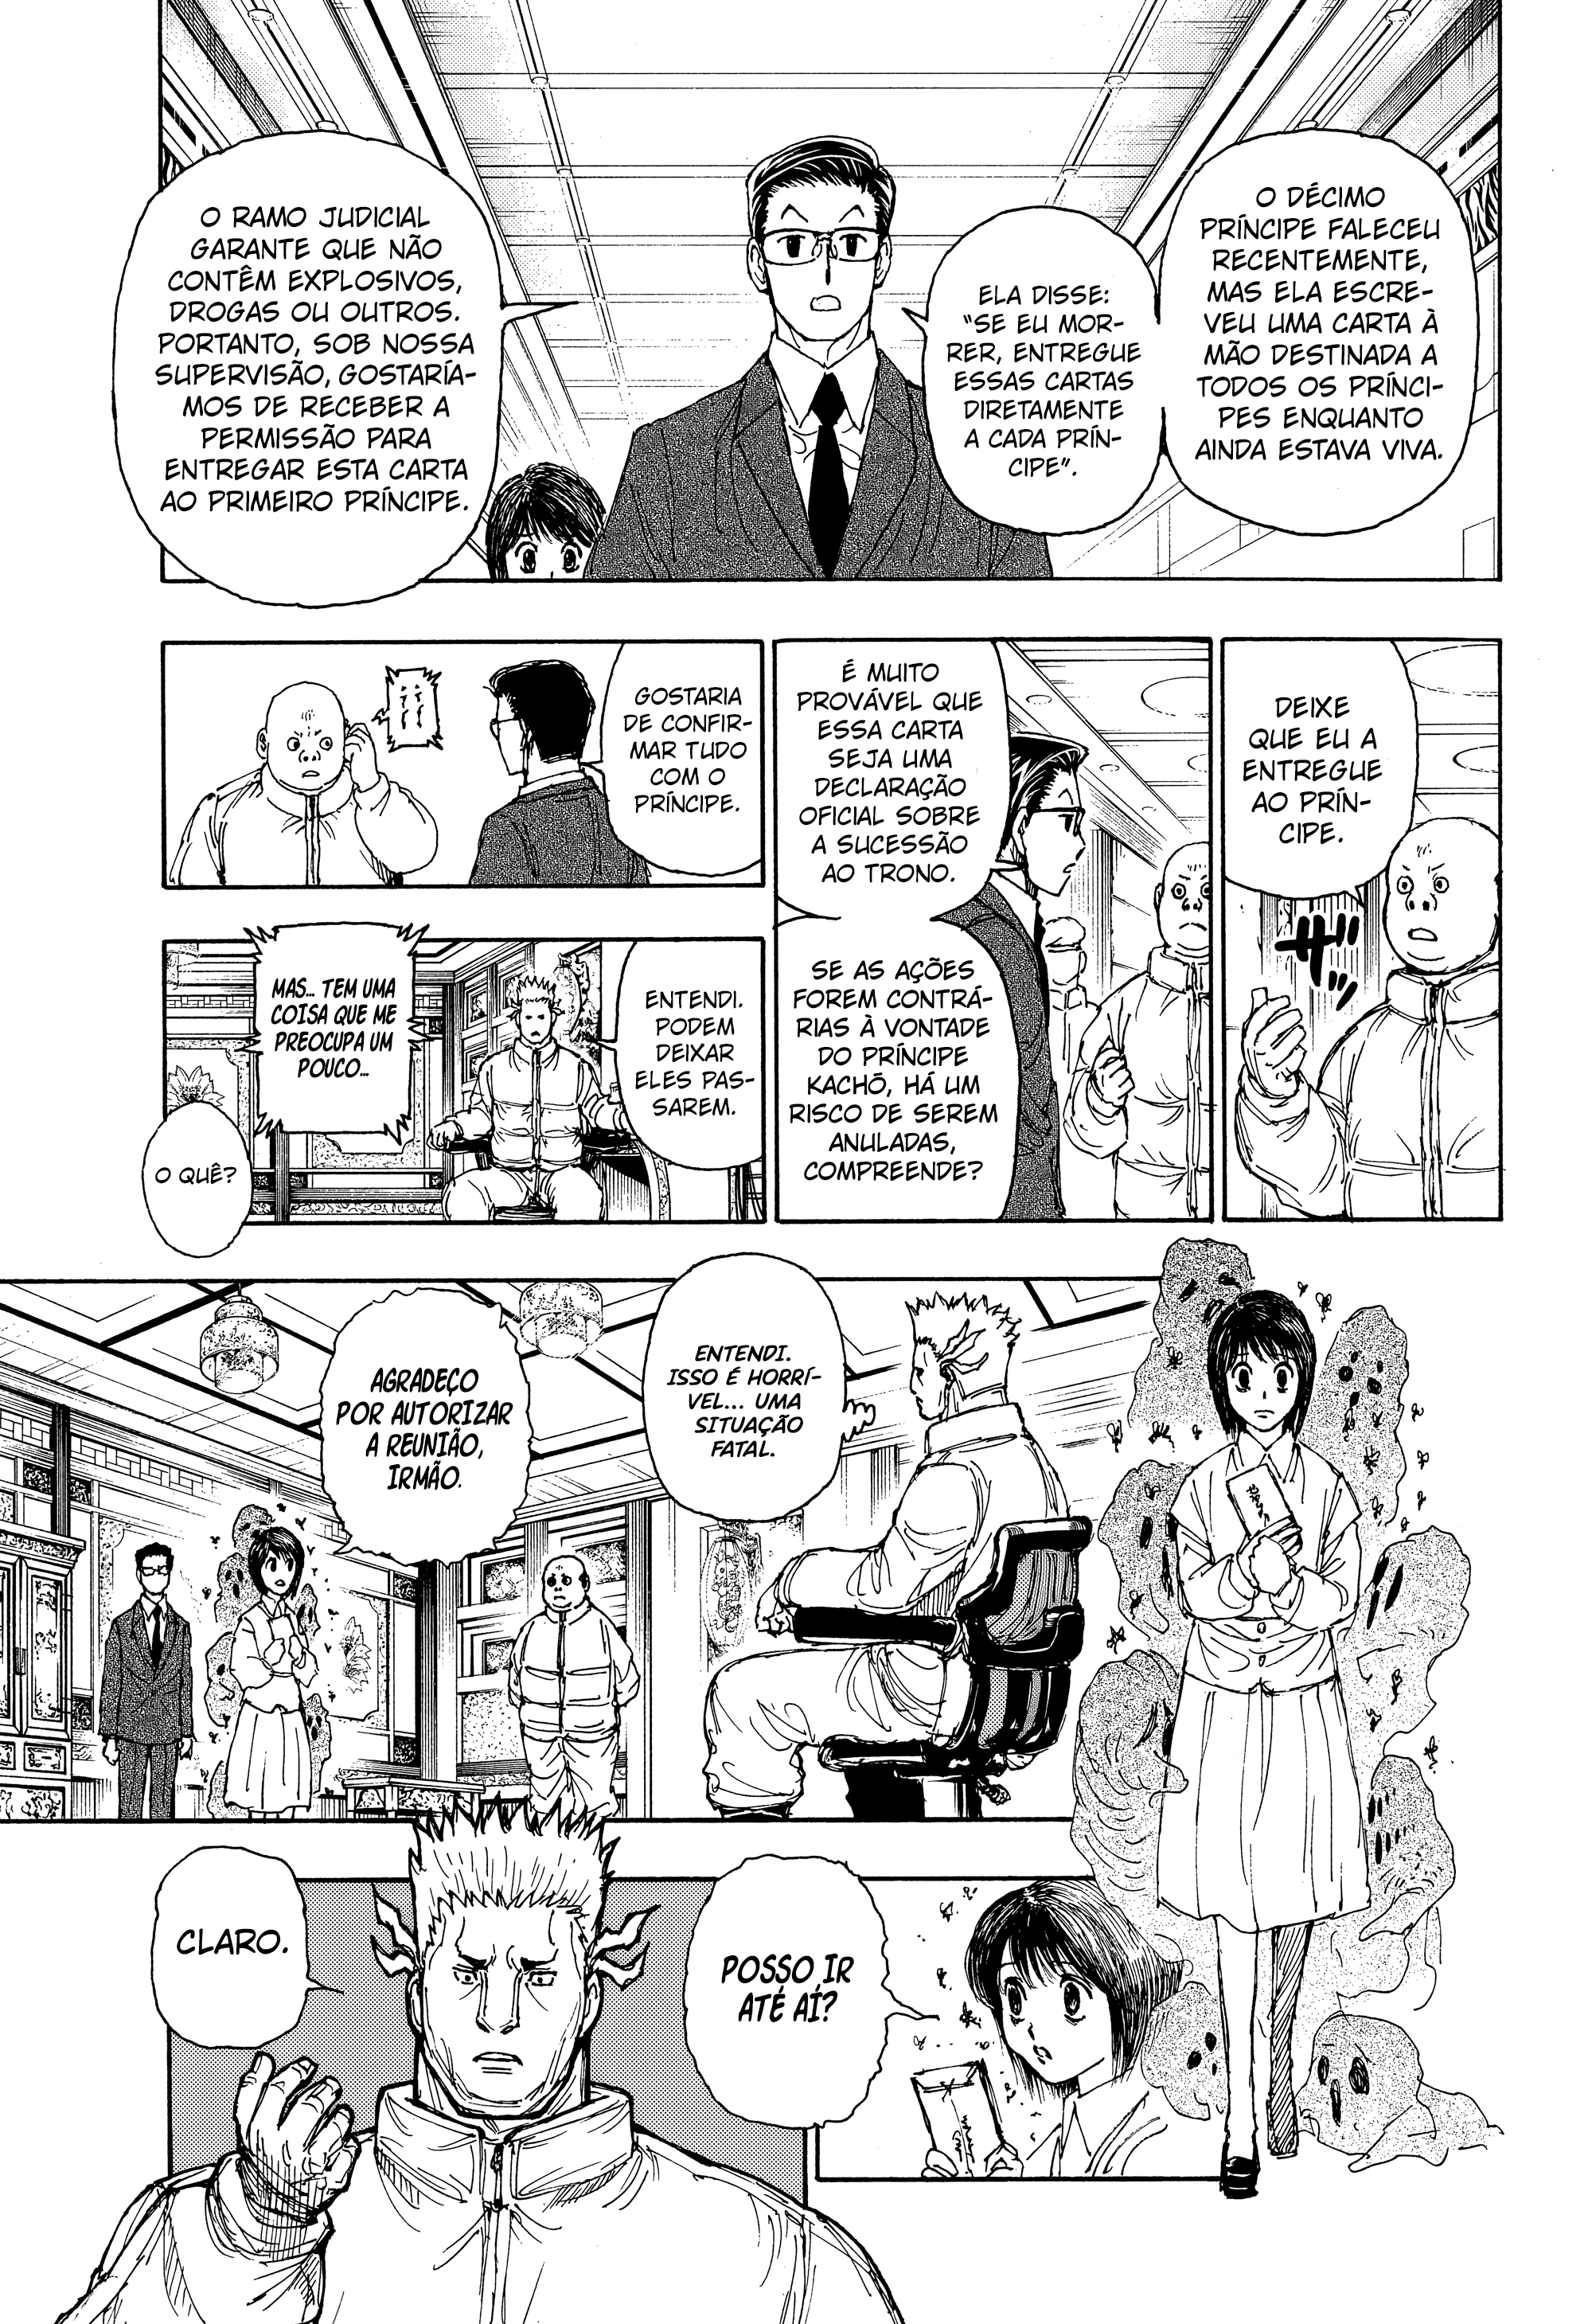 O DÉCIMO
PRÍNCIPE FALECEU
RECENTEMENTE,
MAS ELA ESCRE-
VEU UMA CARTA À
MÃO DESTINADA A
TODOS OS PRÍNCI-
PES ENQUANTO
AINDA ESTAVA VIVA.
ELA DISSE:
"SE EU MOR-
RER, ENTREGUE
ESSAS CARTAS
DIRETAMENTE
A CADA PRÍN-
CIPE".
O RAMO JUDICIAL
GARANTE QUE NÃO
CONTÊM EXPLOSIVOS,
DROGAS OU OUTROS.
PORTANTO, SOB NOSSA
SUPERVISÃO, GOSTARÍA-
MOS DE RECEBER A
PERMISSÃO PARA
ENTREGAR ESTA CARTA
AO PRIMEIRO PRÍNCIPE.
DEIXE
QUE EU A
ENTREGUE
AO PRÍN-
CIPE.
É MUITO
PROVÁVEL QUE
ESSA CARTA
SEJA UMA
DECLARAÇÃO
OFICIAL SOBRE
A SUCESSÃO
AO TRONO.
SE AS AÇÕES
FOREM CONTRÁ-
RIAS À VONTADE
DO PRÍNCIPE
KACHŌ, HÁ UM
RISCO DE SEREM
ANULADAS,
COMPREENDE?
GOSTARIA
DE CONFIR-
MAR TUDO
COM O
PRÍNCIPE.
ENTENDI.
PODEM
DEIXAR
ELES PAS-
SAREM.
MAS... TEM UMA
COISA QUE ME
PREOCUPA UM
POUCO...
O QUÊ?
ENTENDI.
ISSO É HORRÍ-
VEL... UMA
SITUAÇÃO
FATAL.
AGRADEÇO
POR AUTORIZAR
A REUNIÃO,
IRMÃO.
POSSO IR
ATÉ AÍ?
CLARO.